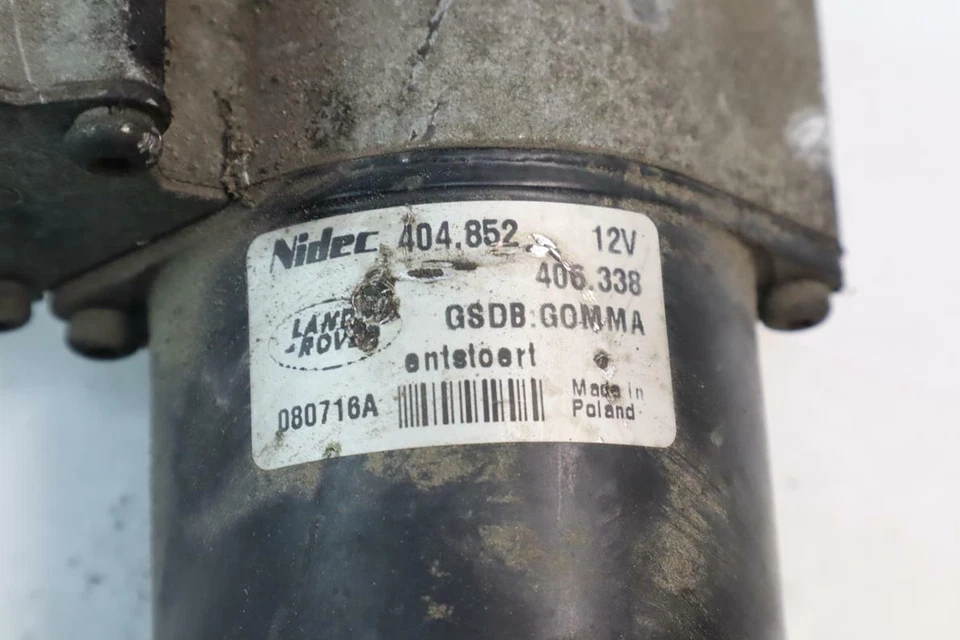 Nidec 404.852 12V
406.338
LAND
-ROVER
GSDB:GOMMA
entstoert
080716A
Made in
Poland